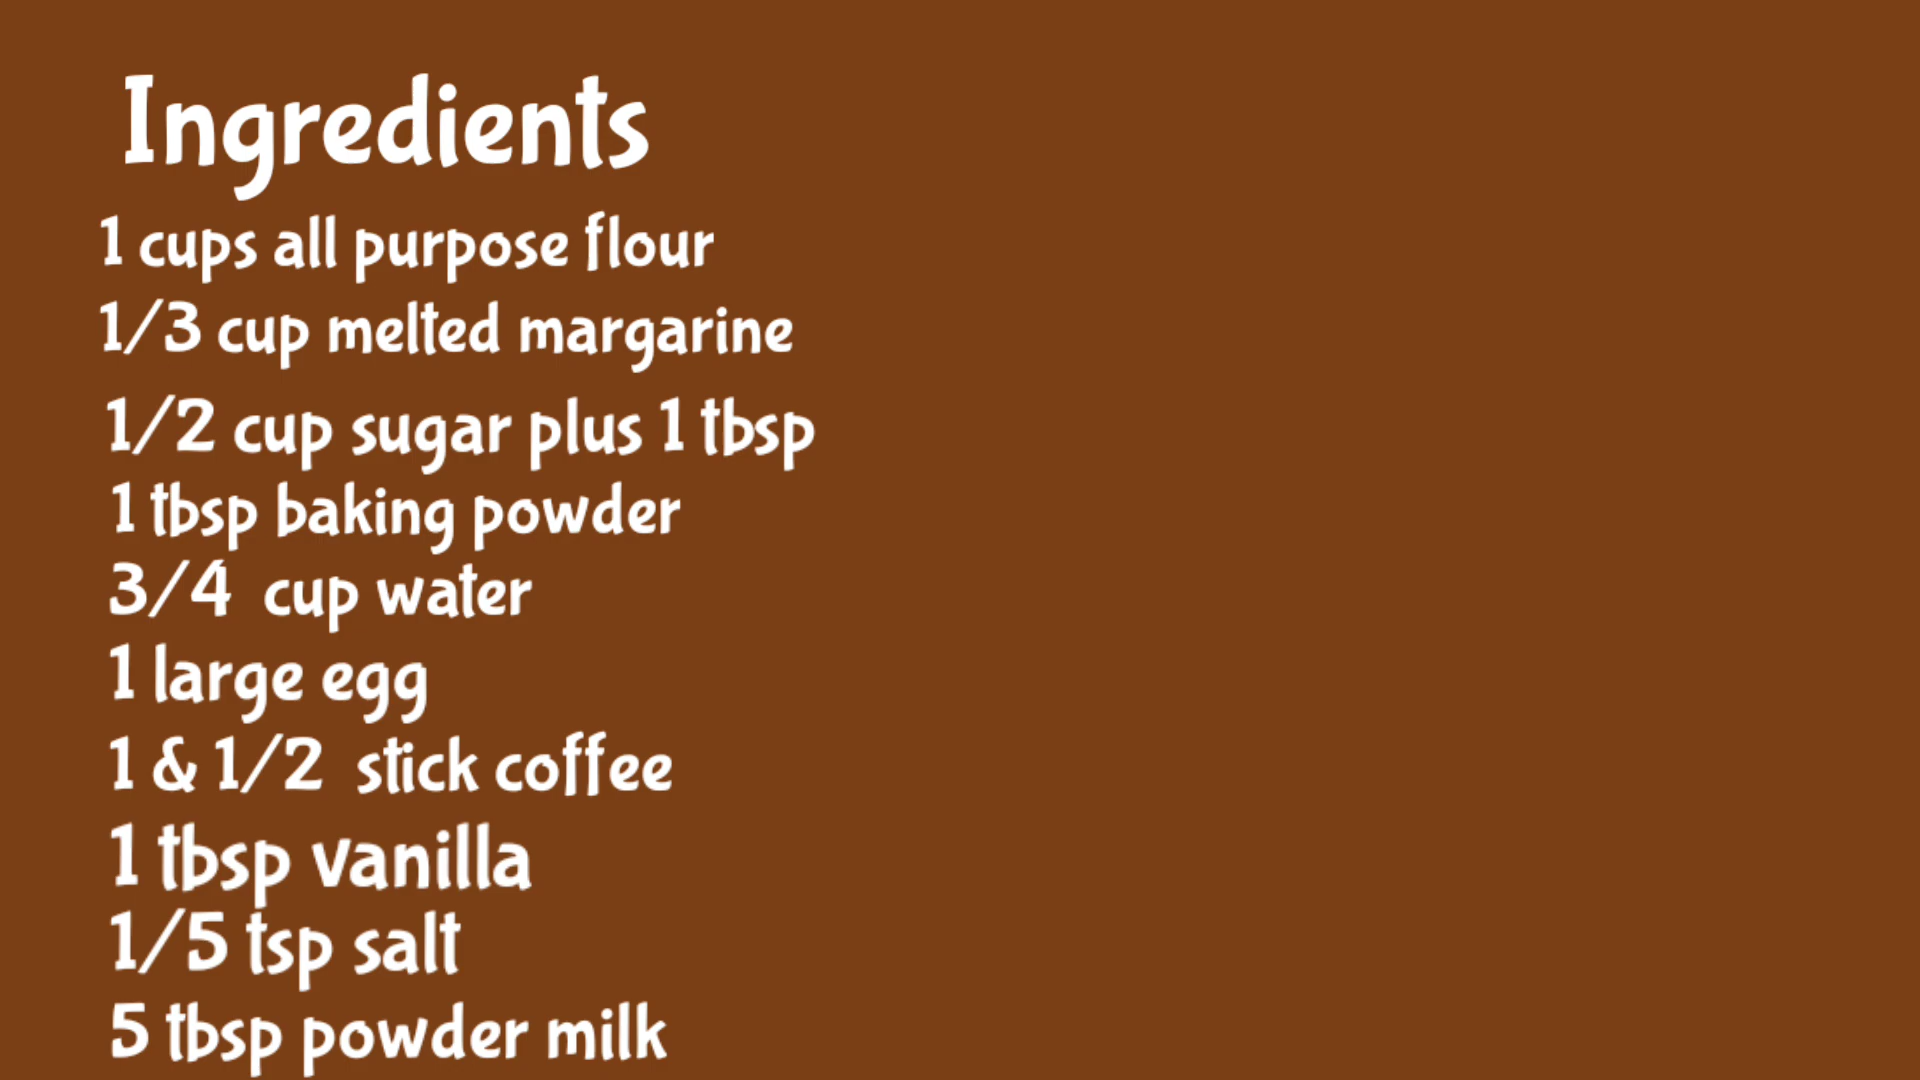 Ingredients
1 cups all purpose flour
1/3 cup melted margarine
1/2 cup sugar plus 1 tbsp
1 tbsp baking powder
3/4 cup water
1 large egg
1 & 1/2 stick coffee
1 tbsp vanilla
1/5 tsp salt
5 tbsp powder milk